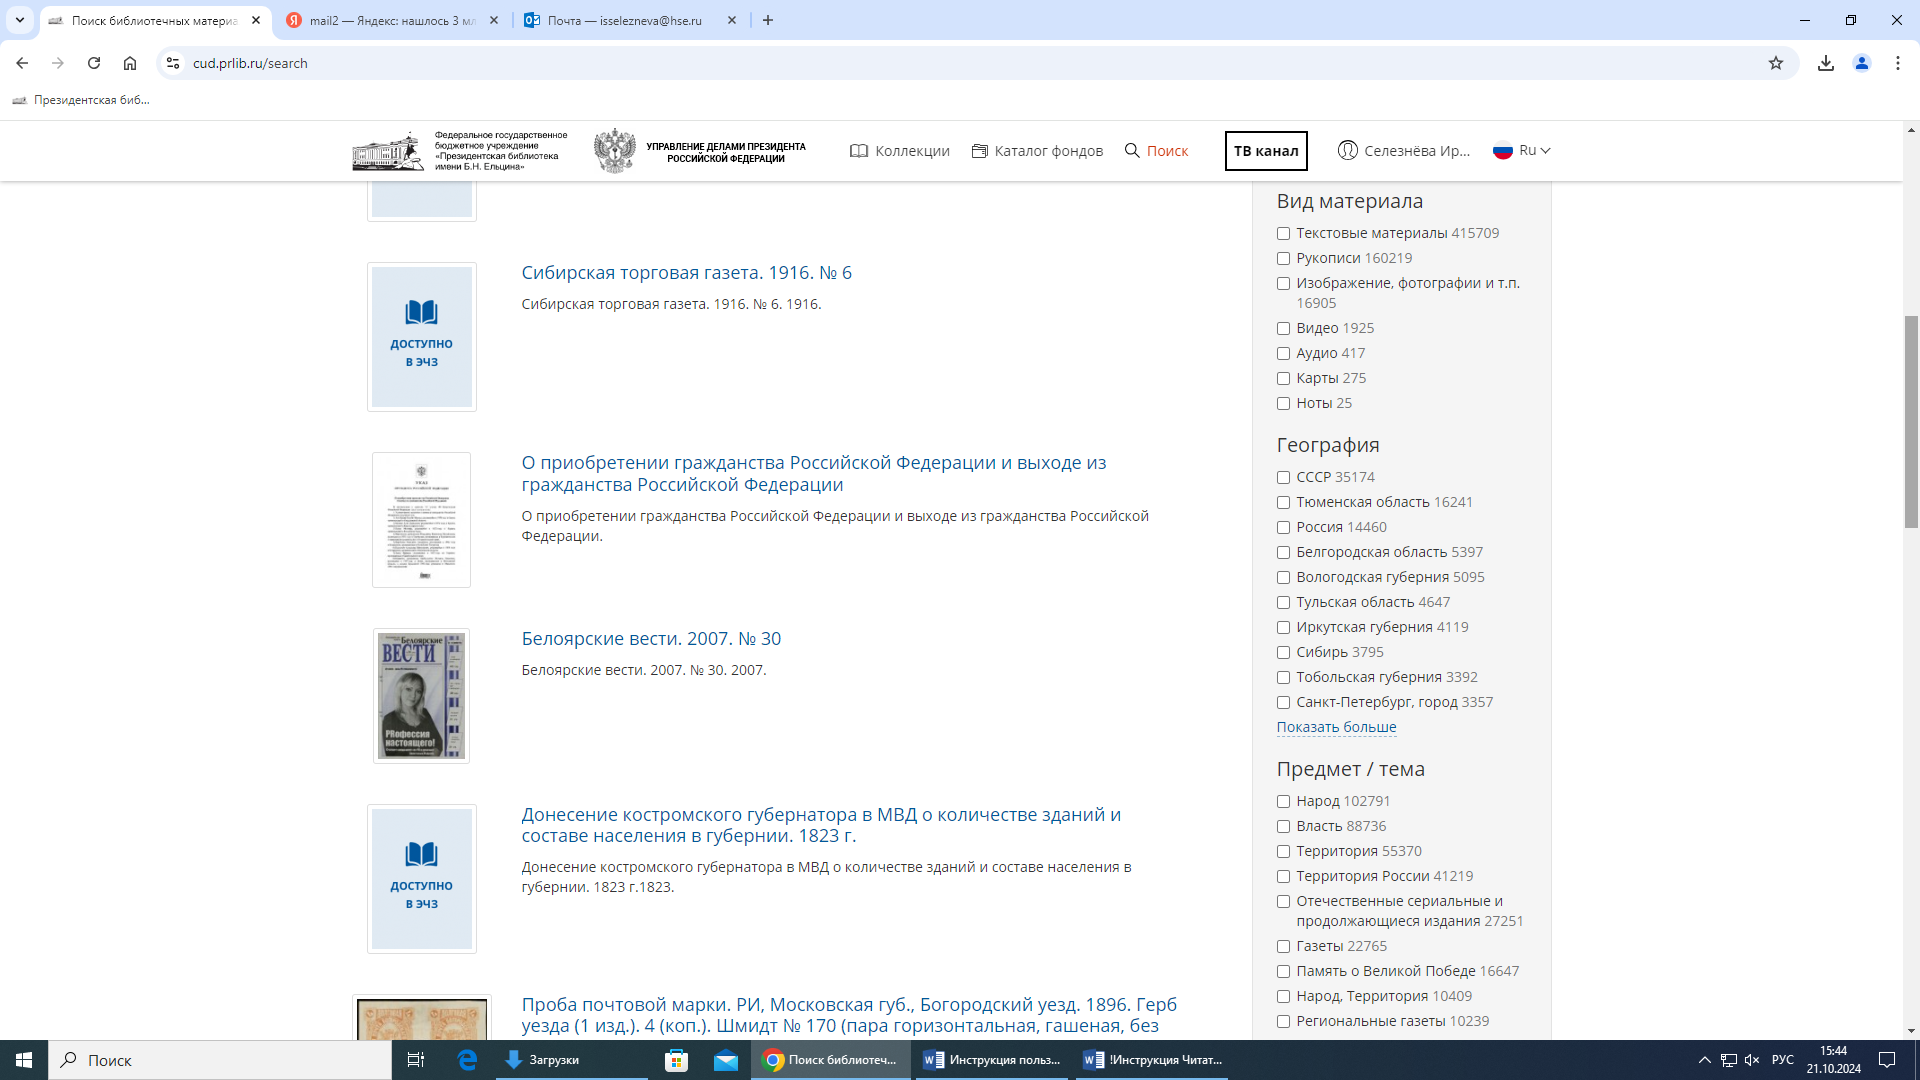 Поиск библиотечных материа
mail2 — Яндекс: нашлось 3 мл
Почта — isselezneva@hse.ru
cud.prlib.ru/search
Президентская биб...
Федеральное государственное
бюджетное учреждение
«Президентская библиотека
имени Б.Н. Ельцина»
УПРАВЛЕНИЕ ДЕЛАМИ ПРЕЗИДЕНТА
РОССИЙСКОЙ ФЕДЕРАЦИИ
Коллекции
Каталог фондов
Поиск
ТВ канал
Селезнёва Ир...
Ru
ДОСТУПНО
В ЭЧЗ
Сибирская торговая газета. 1916. № 6
Сибирская торговая газета. 1916. № 6. 1916.
О приобретении гражданства Российской Федерации и выходе из
гражданства Российской Федерации
О приобретении гражданства Российской Федерации и выходе из гражданства Российской
Федерации.
УКАЗ
Белоярские
ВЕСТИ
PRофессия
настоящего!
Белоярские вести. 2007. № 30
Белоярские вести. 2007. № 30. 2007.
ДОСТУПНО
В ЭЧЗ
Донесение костромского губернатора в МВД о количестве зданий и
составе населения в губернии. 1823 г.
Донесение костромского губернатора в МВД о количестве зданий и составе населения в
губернии. 1823 г.1823.
Проба почтовой марки. РИ, Московская губ., Богородский уезд. 1896. Герб
уезда (1 изд.). 4 (коп.). Шмидт № 170 (пара горизонтальная, гашеная, без
Вид материала
Текстовые материалы 415709
Рукописи 160219
Изображение, фотографии и т.п.
16905
Видео 1925
Аудио 417
Карты 275
Ноты 25
География
СССР 35174
Тюменская область 16241
Россия 14460
Белгородская область 5397
Вологодская губерния 5095
Тульская область 4647
Иркутская губерния 4119
Сибирь 3795
Тобольская губерния 3392
Санкт-Петербург, город 3357
Показать больше
Предмет / тема
Народ 102791
Власть 88736
Территория 55370
Территория России 41219
Отечественные сериальные и
продолжающиеся издания 27251
Газеты 22765
Память о Великой Победе 16647
Народ, Территория 10409
Региональные газеты 10239
Поиск
Загрузки
Поиск библиотеч...
Инструкция польз...
!Инструкция Читат...
РУС
15:44
21.10.2024